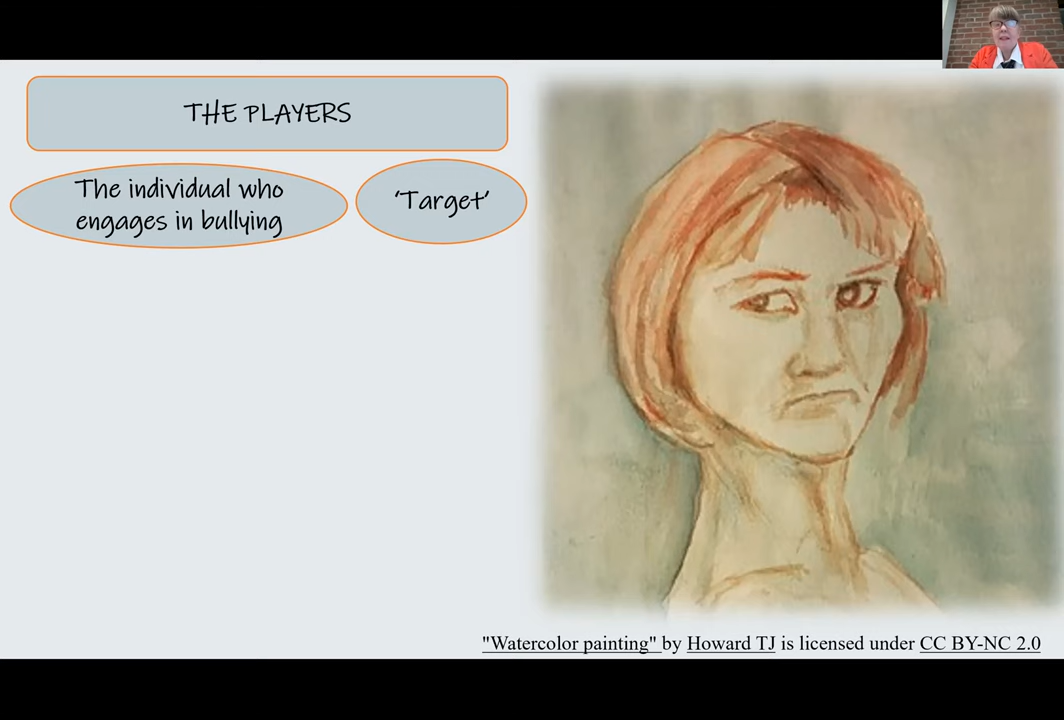 THE PLAYERS
The individual who
engages in bullying
'Target'
"Watercolor painting" by Howard TJ is licensed under CC BY-NC 2.0